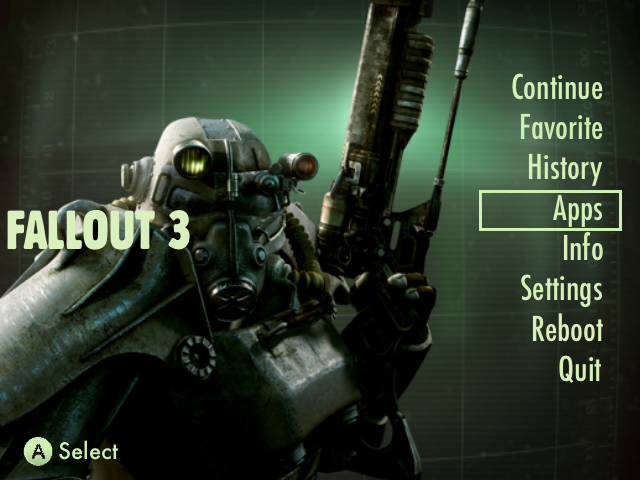 Continue
Favorite
History
Apps
FALLOUT 3
Info
Settings
Reboot
Quit
A Select